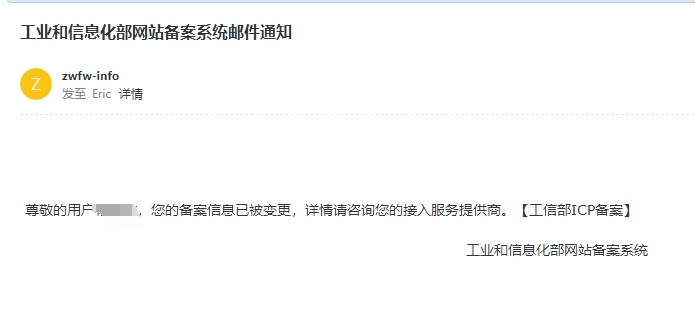 工业和信息化部网站备案系统邮件通知
Z
zwfw-info
发至 Eric 详情
尊敬的用户，您的备案信息已被变更，详情请咨询您的接入服务提供商。【工信部ICP备案】
工业和信息化部网站备案系统